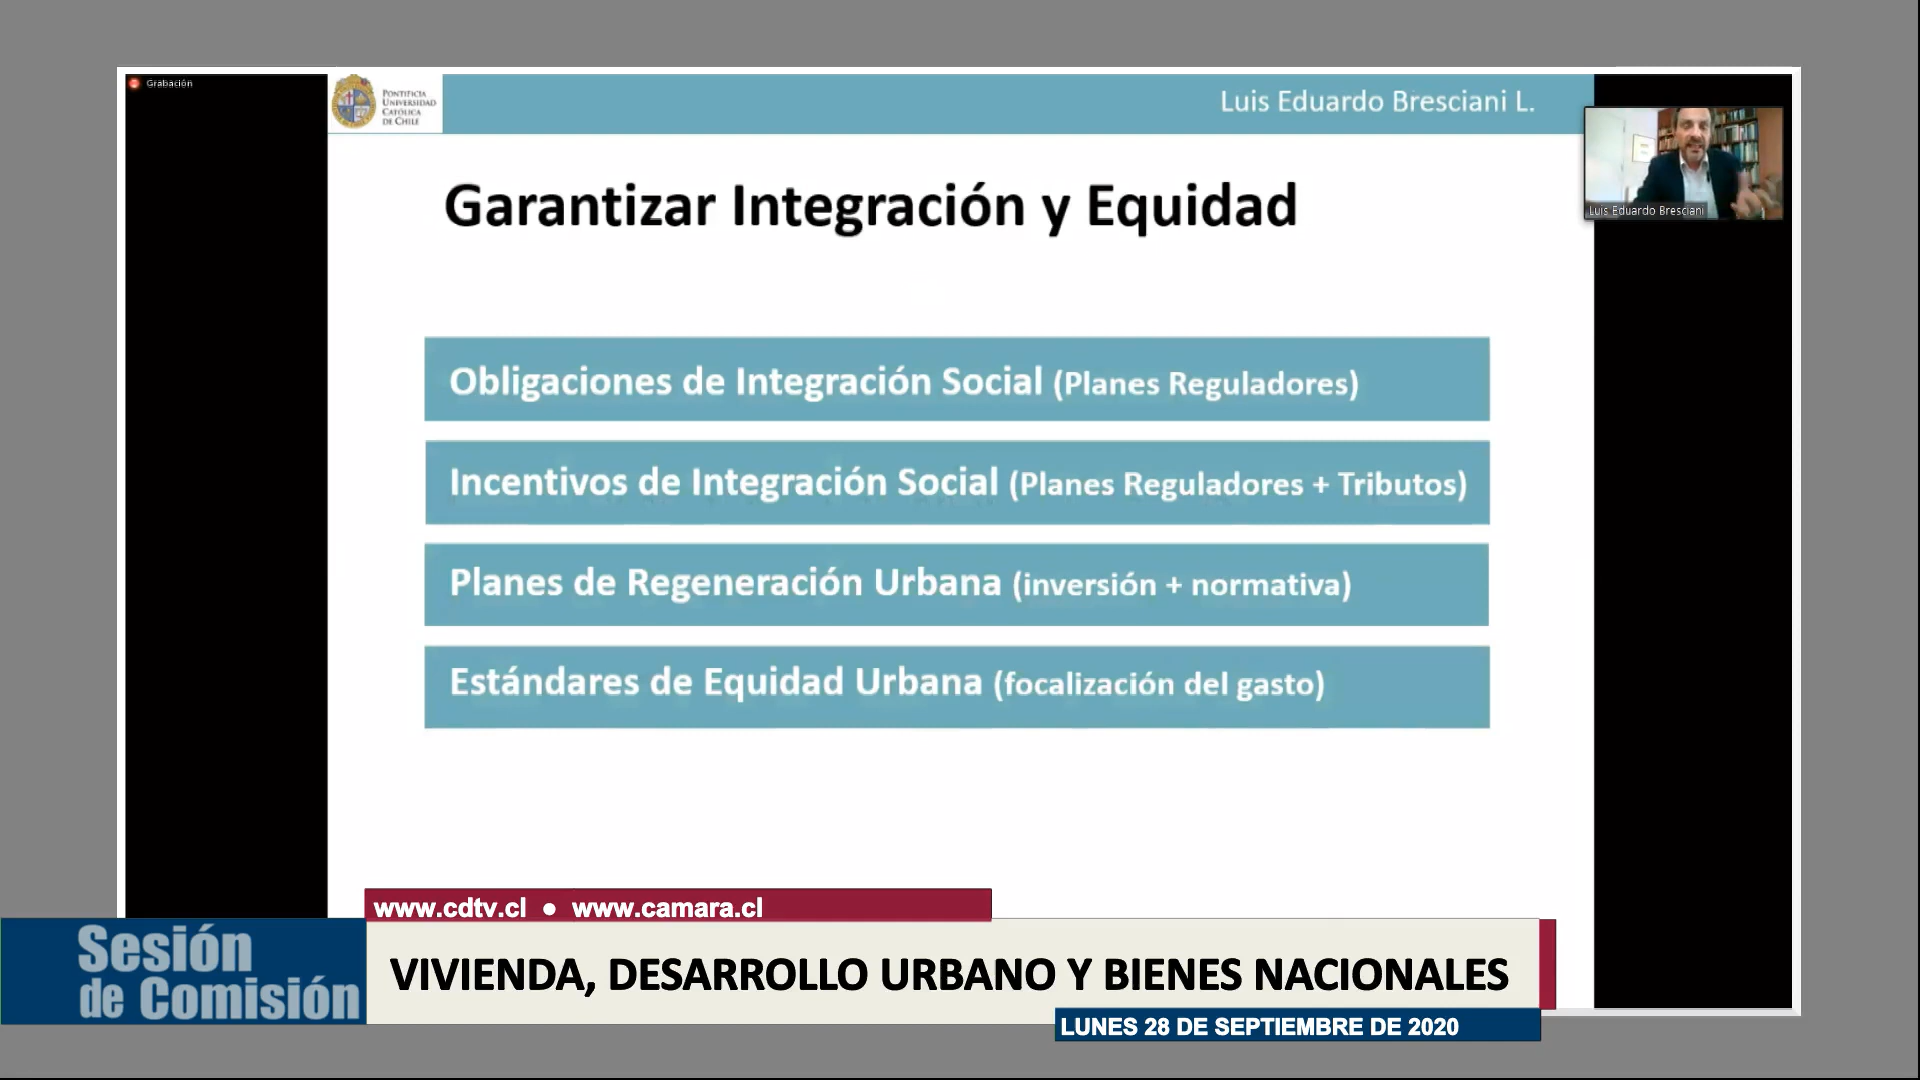 Grabación
PONTIFICIA
UNIVERSIDAD
CATÓLICA
DE CHILE
Luis Eduardo Bresciani L.
Luis Eduardo Bresciani
Garantizar Integración y Equidad
Obligaciones de Integración Social (Planes Reguladores)
Incentivos de Integración Social (Planes Reguladores + Tributos)
Planes de Regeneración Urbana (inversión + normativa)
Estándares de Equidad Urbana (focalización del gasto)
www.cdtv.cl ● www.camara.cl
Sesión
de Comisión
VIVIENDA, DESARROLLO URBANO Y BIENES NACIONALES
LUNES 28 DE SEPTIEMBRE DE 2020